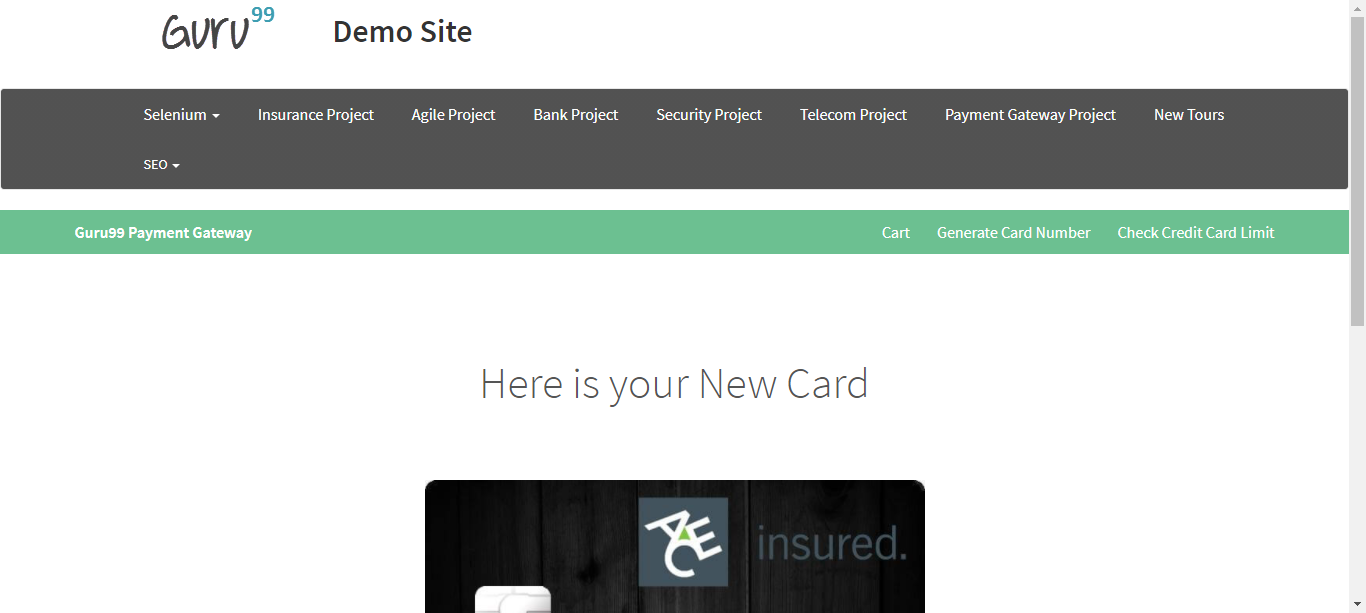 Guru99
Demo Site
Selenium Insurance Project Agile Project Bank Project Security Project Telecom Project Payment Gateway Project New Tours
SEO
Guru99 Payment Gateway Cart Generate Card Number Check Credit Card Limit
Here is your New Card
ACE insured.